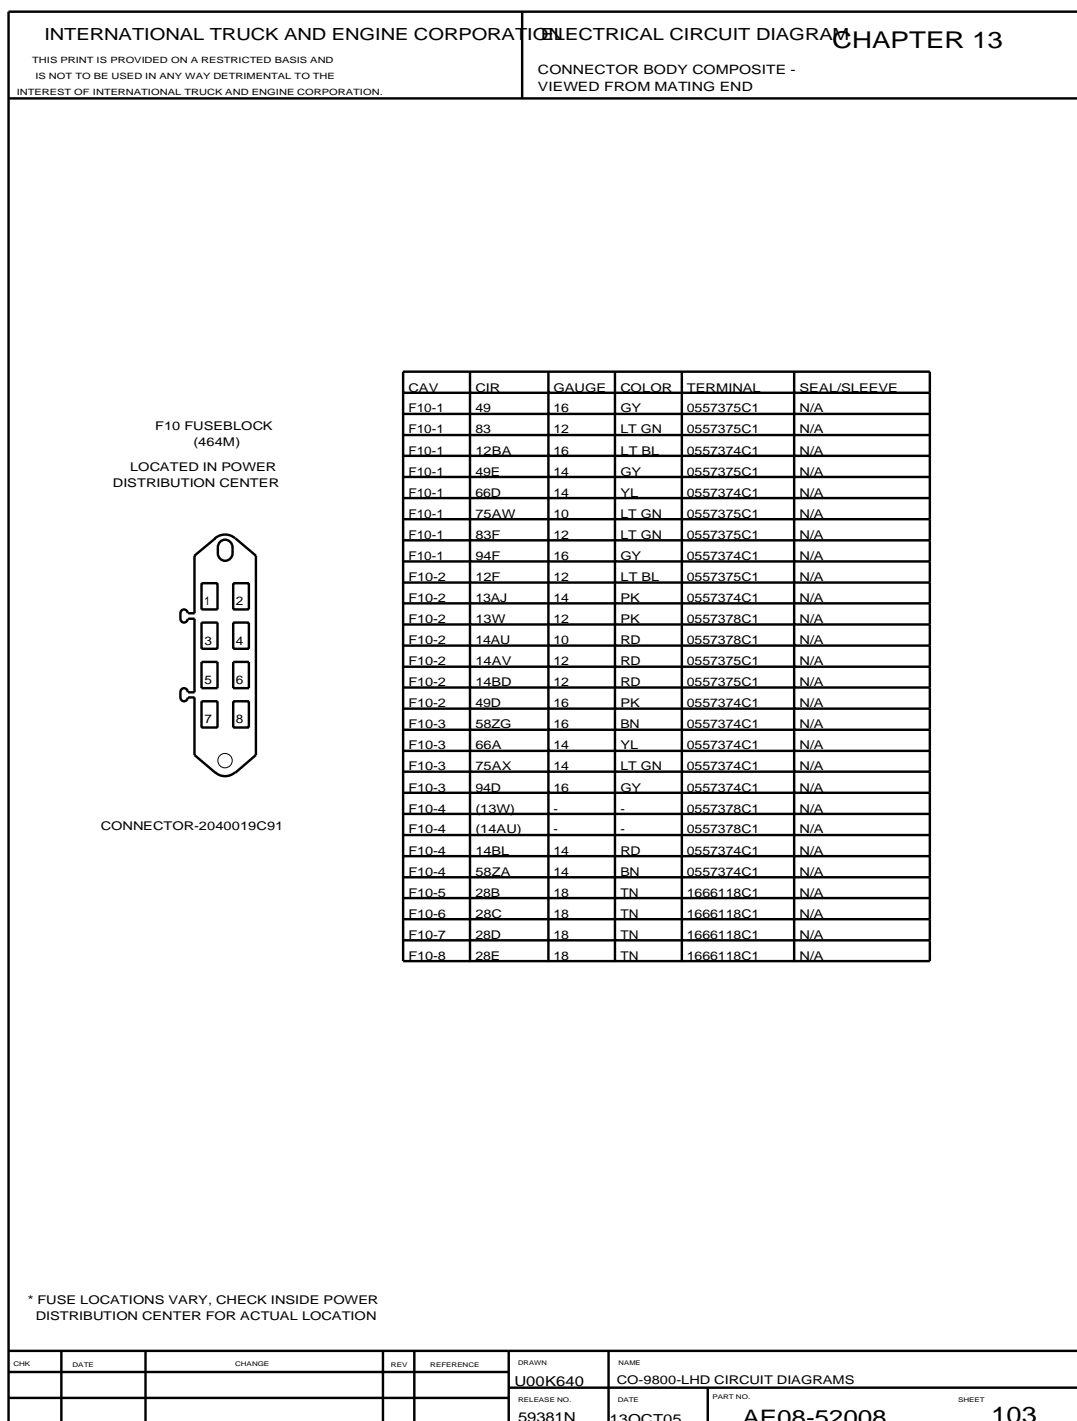 INTERNATIONAL TRUCK AND ENGINE CORPORATION
ELECTRICAL CIRCUIT DIAGRAM
CHAPTER 13
THIS PRINT IS PROVIDED ON A RESTRICTED BASIS AND
IS NOT TO BE USED IN ANY WAY DETRIMENTAL TO THE
INTEREST OF INTERNATIONAL TRUCK AND ENGINE CORPORATION.
CONNECTOR BODY COMPOSITE -
VIEWED FROM MATING END
F10 FUSEBLOCK
(464M)
LOCATED IN POWER
DISTRIBUTION CENTER
1 2
3 4
5 6
7 8
CONNECTOR-2040019C91
CAV CIR GAUGE COLOR TERMINAL SEAL/SLEEVE
F10-1 49 16 GY 0557375C1 N/A
F10-1 83 12 LT GN 0557375C1 N/A
F10-1 12BA 16 LT BL 0557374C1 N/A
F10-1 49E 14 GY 0557375C1 N/A
F10-1 66D 14 YL 0557374C1 N/A
F10-1 75AW 10 LT GN 0557375C1 N/A
F10-1 83F 12 LT GN 0557375C1 N/A
F10-1 94F 16 GY 0557374C1 N/A
F10-2 12F 12 LT BL 0557375C1 N/A
F10-2 13AJ 14 PK 0557374C1 N/A
F10-2 13W 12 PK 0557378C1 N/A
F10-2 14AU 10 RD 0557378C1 N/A
F10-2 14AV 12 RD 0557375C1 N/A
F10-2 14BD 12 RD 0557375C1 N/A
F10-2 49D 16 PK 0557374C1 N/A
F10-3 58ZG 16 BN 0557374C1 N/A
F10-3 66A 14 YL 0557374C1 N/A
F10-3 75AX 14 LT GN 0557374C1 N/A
F10-3 94D 16 GY 0557374C1 N/A
F10-4 (13W) - - 0557378C1 N/A
F10-4 (14AU) - - 0557378C1 N/A
F10-4 14BL 14 RD 0557374C1 N/A
F10-4 58ZA 14 BN 0557374C1 N/A
F10-5 28B 18 TN 1666118C1 N/A
F10-6 28C 18 TN 1666118C1 N/A
F10-7 28D 18 TN 1666118C1 N/A
F10-8 28E 18 TN 1666118C1 N/A
* FUSE LOCATIONS VARY, CHECK INSIDE POWER
DISTRIBUTION CENTER FOR ACTUAL LOCATION
CHK DATE CHANGE REV REFERENCE DRAWN NAME
U00K640 CO-9800-LHD CIRCUIT DIAGRAMS
RELEASE NO. DATE PART NO. SHEET
59381N 13OCT05 AE08-52008 103